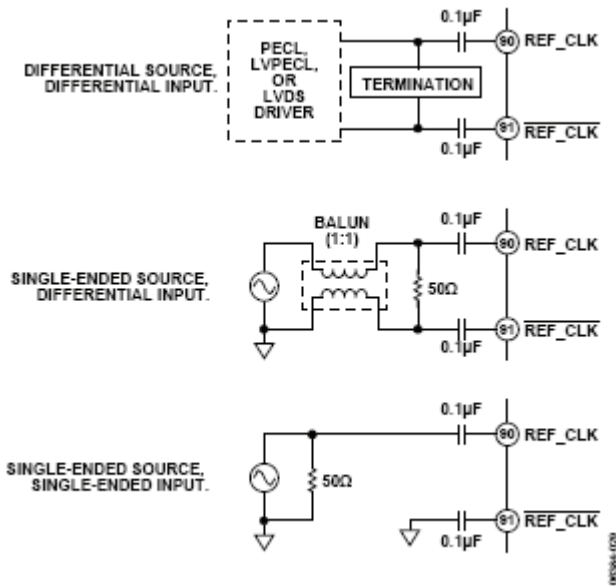 0.1µF
90 REF_CLK
PECL,
LVPECL,
OR
LVDS
DRIVER
DIFFERENTIAL SOURCE,
DIFFERENTIAL INPUT.
TERMINATION
91 REF_CLK
0.1µF
BALUN
(1:1)
0.1µF
90 REF_CLK
SINGLE-ENDED SOURCE,
DIFFERENTIAL INPUT.
50Ω
91 REF_CLK
0.1µF
0.1µF
90 REF_CLK
SINGLE-ENDED SOURCE,
SINGLE-ENDED INPUT.
50Ω
91 REF_CLK
0.1µF